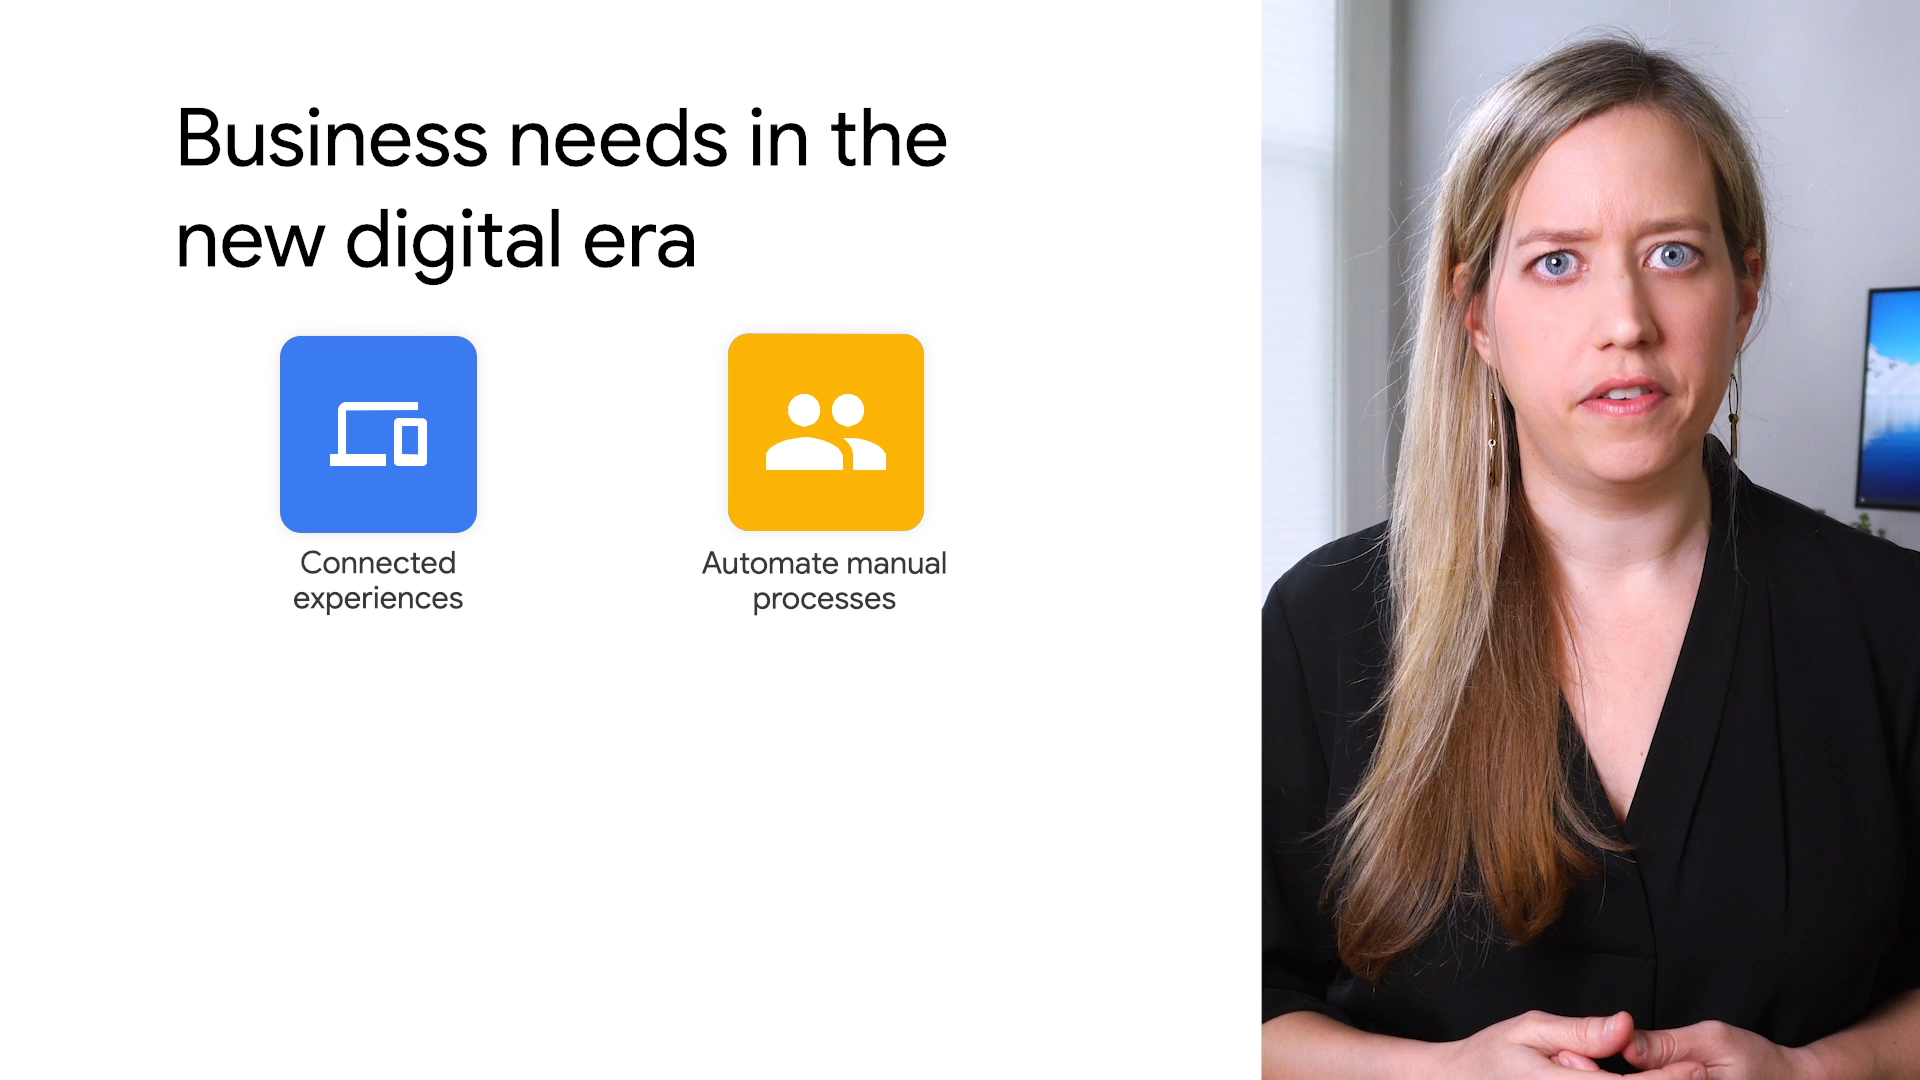 Business needs in the
new digital era
Connected
experiences
Automate manual
processes